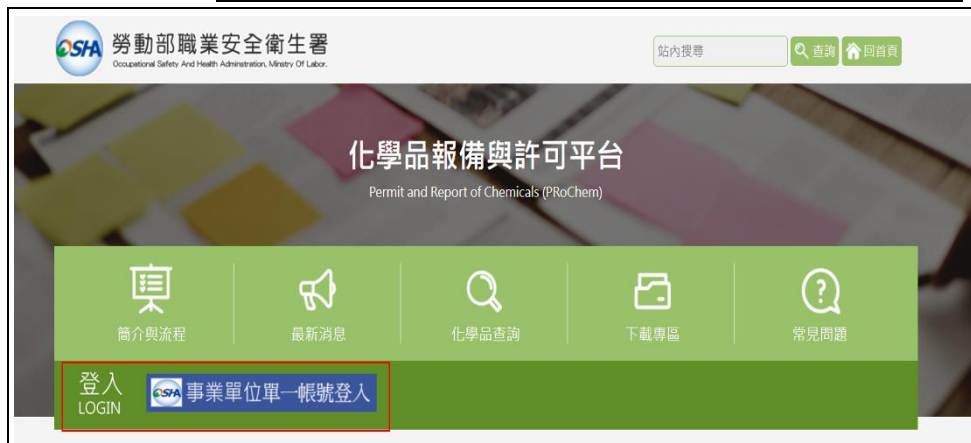 OSHA 勞動部職業安全衛生署
Occupational Safety And Health Administration, Ministry Of Labor.
站內搜尋 查詢 回首頁
化學品報備與許可平台
Permit and Report of Chemicals (PRoChem)
簡介與流程 最新消息 化學品查詢 下載專區 常見問題
登入 OSHA 事業單位單一帳號登入
LOGIN